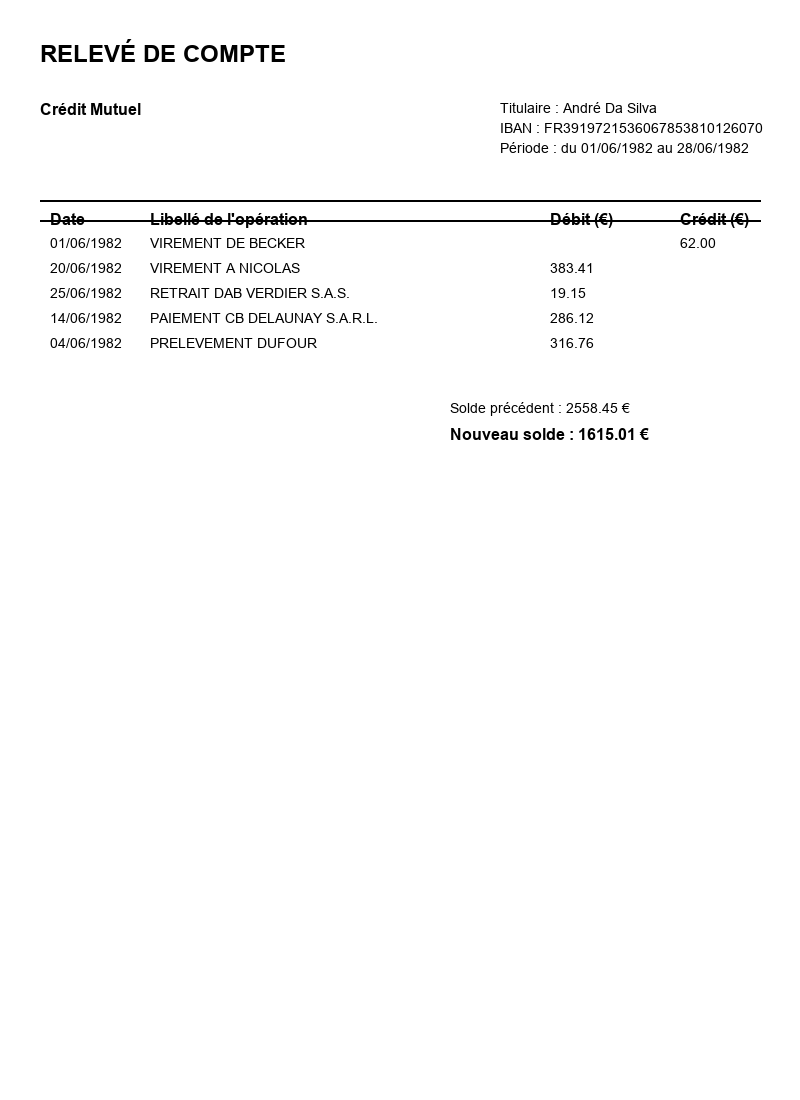 RELEVÉ DE COMPTE
Crédit Mutuel
Titulaire : André Da Silva
IBAN : FR3919721536067853810126070
Période : du 01/06/1982 au 28/06/1982
Date Libellé de l'opération Débit (€) Crédit (€)
01/06/1982 VIREMENT DE BECKER 62.00
20/06/1982 VIREMENT A NICOLAS 383.41
25/06/1982 RETRAIT DAB VERDIER S.A.S. 19.15
14/06/1982 PAIEMENT CB DELAUNAY S.A.R.L. 286.12
04/06/1982 PRELEVEMENT DUFOUR 316.76
Solde précédent : 2558.45 €
Nouveau solde : 1615.01 €